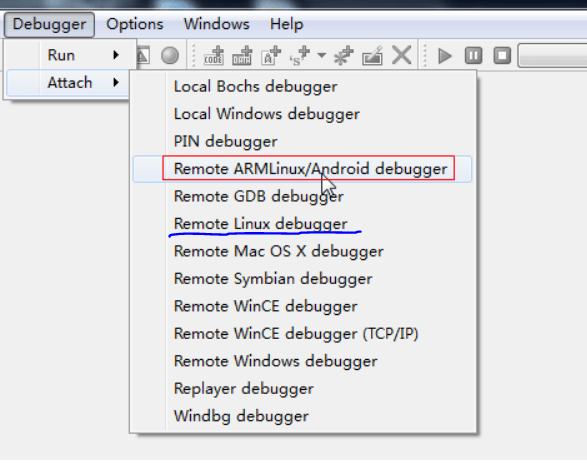 Debugger Options Windows Help
Run
Attach
Local Bochs debugger
Local Windows debugger
PIN debugger
Remote ARMLinux/Android debugger
Remote GDB debugger
Remote Linux debugger
Remote Mac OS X debugger
Remote Symbian debugger
Remote WinCE debugger
Remote WinCE debugger (TCP/IP)
Remote Windows debugger
Replayer debugger
Windbg debugger